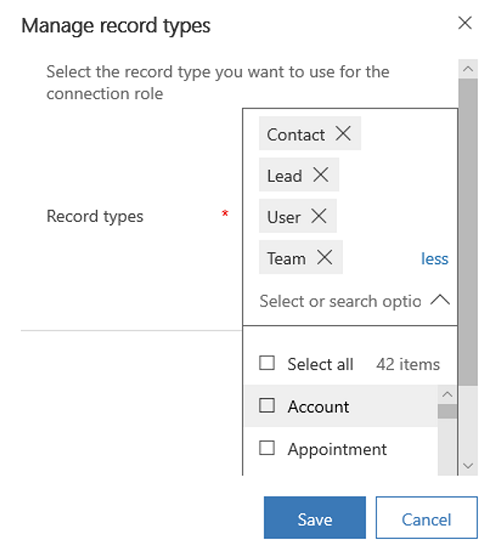 Manage record types
Select the record type you want to use for the
connection role
Contact
Lead
Record types *
User
Team
less
Select or search optio
Select all 42 items
Account
Appointment
Save Cancel